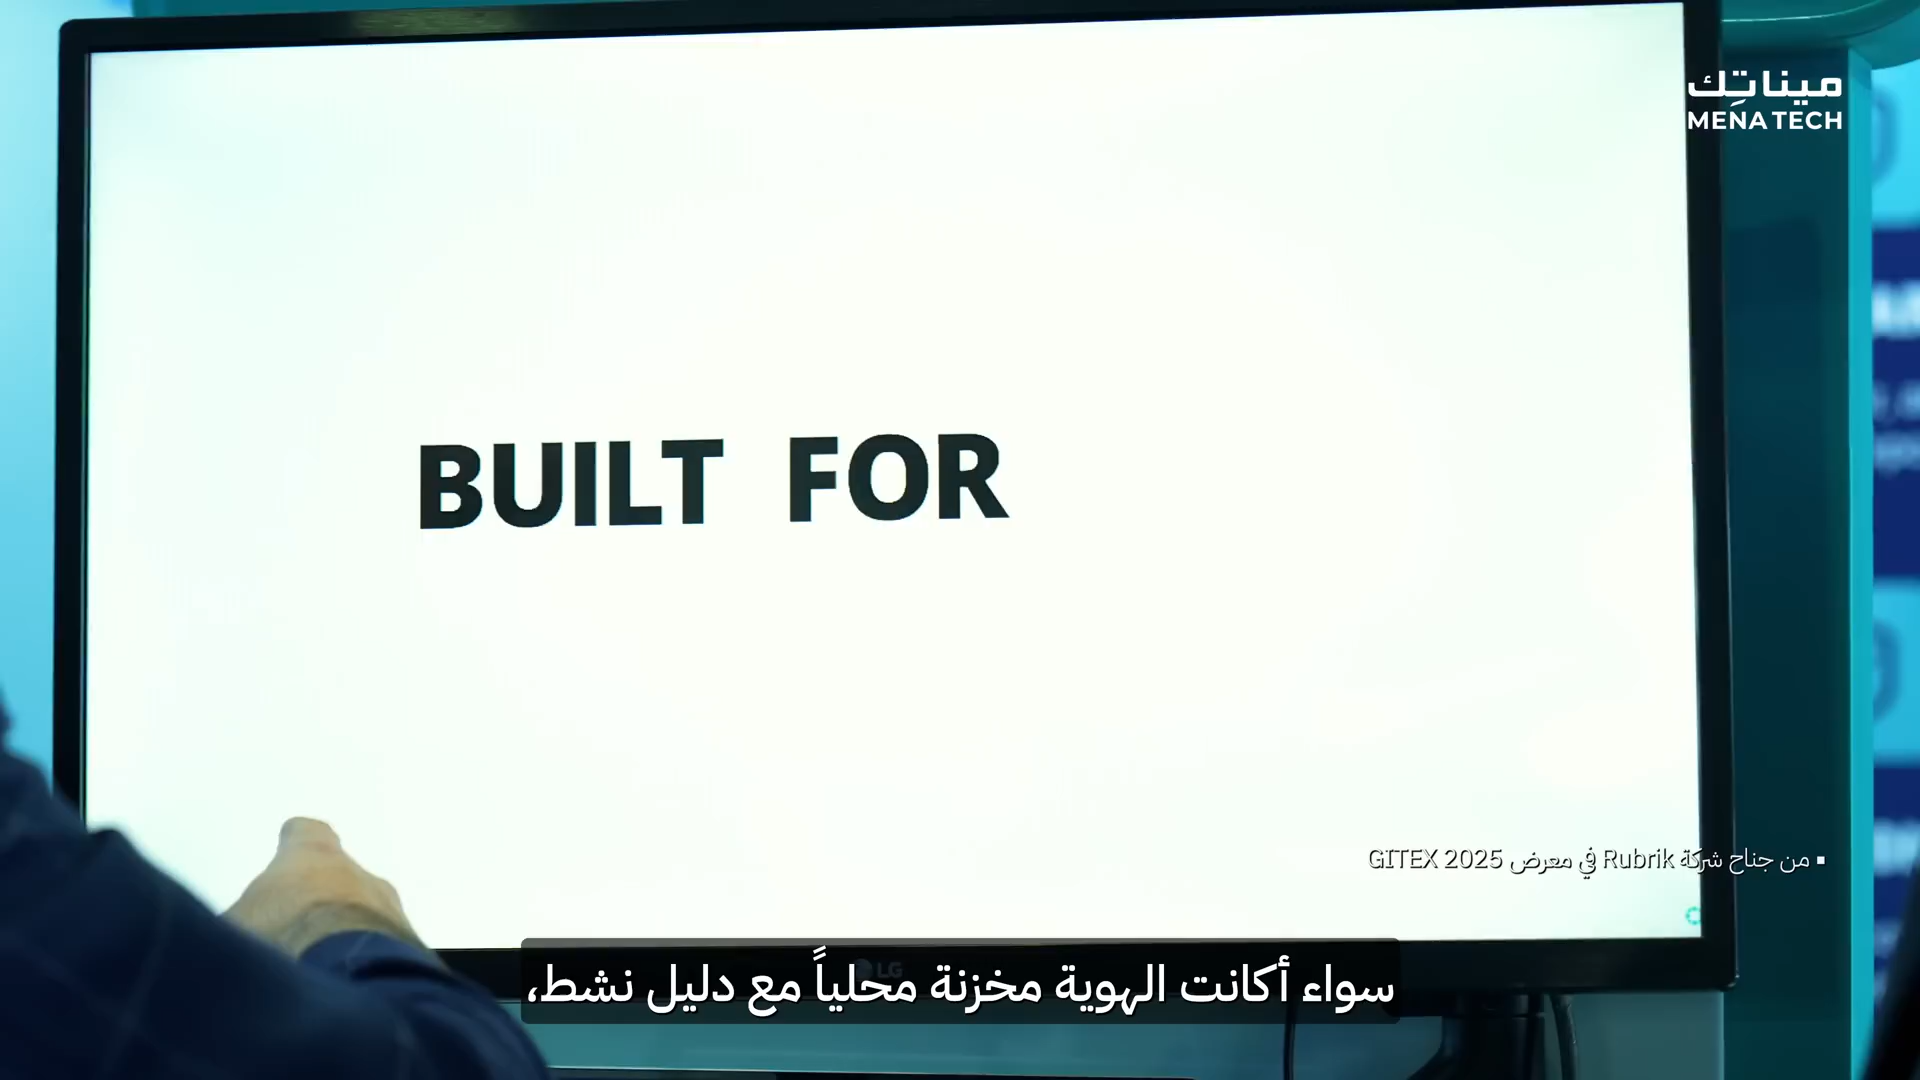 ميناتِك
MENA TECH
BUILT FOR
▪ من جناح شركة Rubrik في معرض GITEX 2025
LG
سواء أكانت الهوية مخزنة محلياً مع دليل نشط،